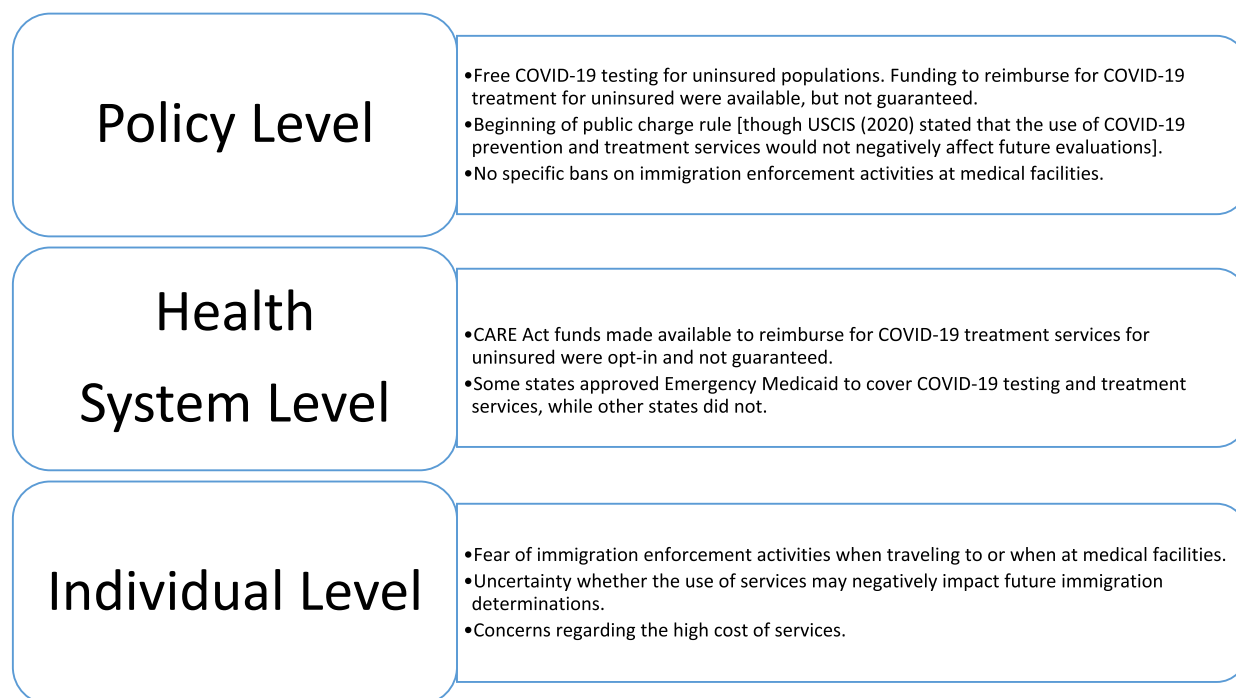 Policy Level
•Free COVID-19 testing for uninsured populations. Funding to reimburse for COVID-19
treatment for uninsured were available, but not guaranteed.
•Beginning of public charge rule [though USCIS (2020) stated that the use of COVID-19
prevention and treatment services would not negatively affect future evaluations].
•No specific bans on immigration enforcement activities at medical facilities.
Health
System Level
•CARE Act funds made available to reimburse for COVID-19 treatment services for
uninsured were opt-in and not guaranteed.
•Some states approved Emergency Medicaid to cover COVID-19 testing and treatment
services, while other states did not.
Individual Level
•Fear of immigration enforcement activities when traveling to or when at medical facilities.
•Uncertainty whether the use of services may negatively impact future immigration
determinations.
•Concerns regarding the high cost of services.